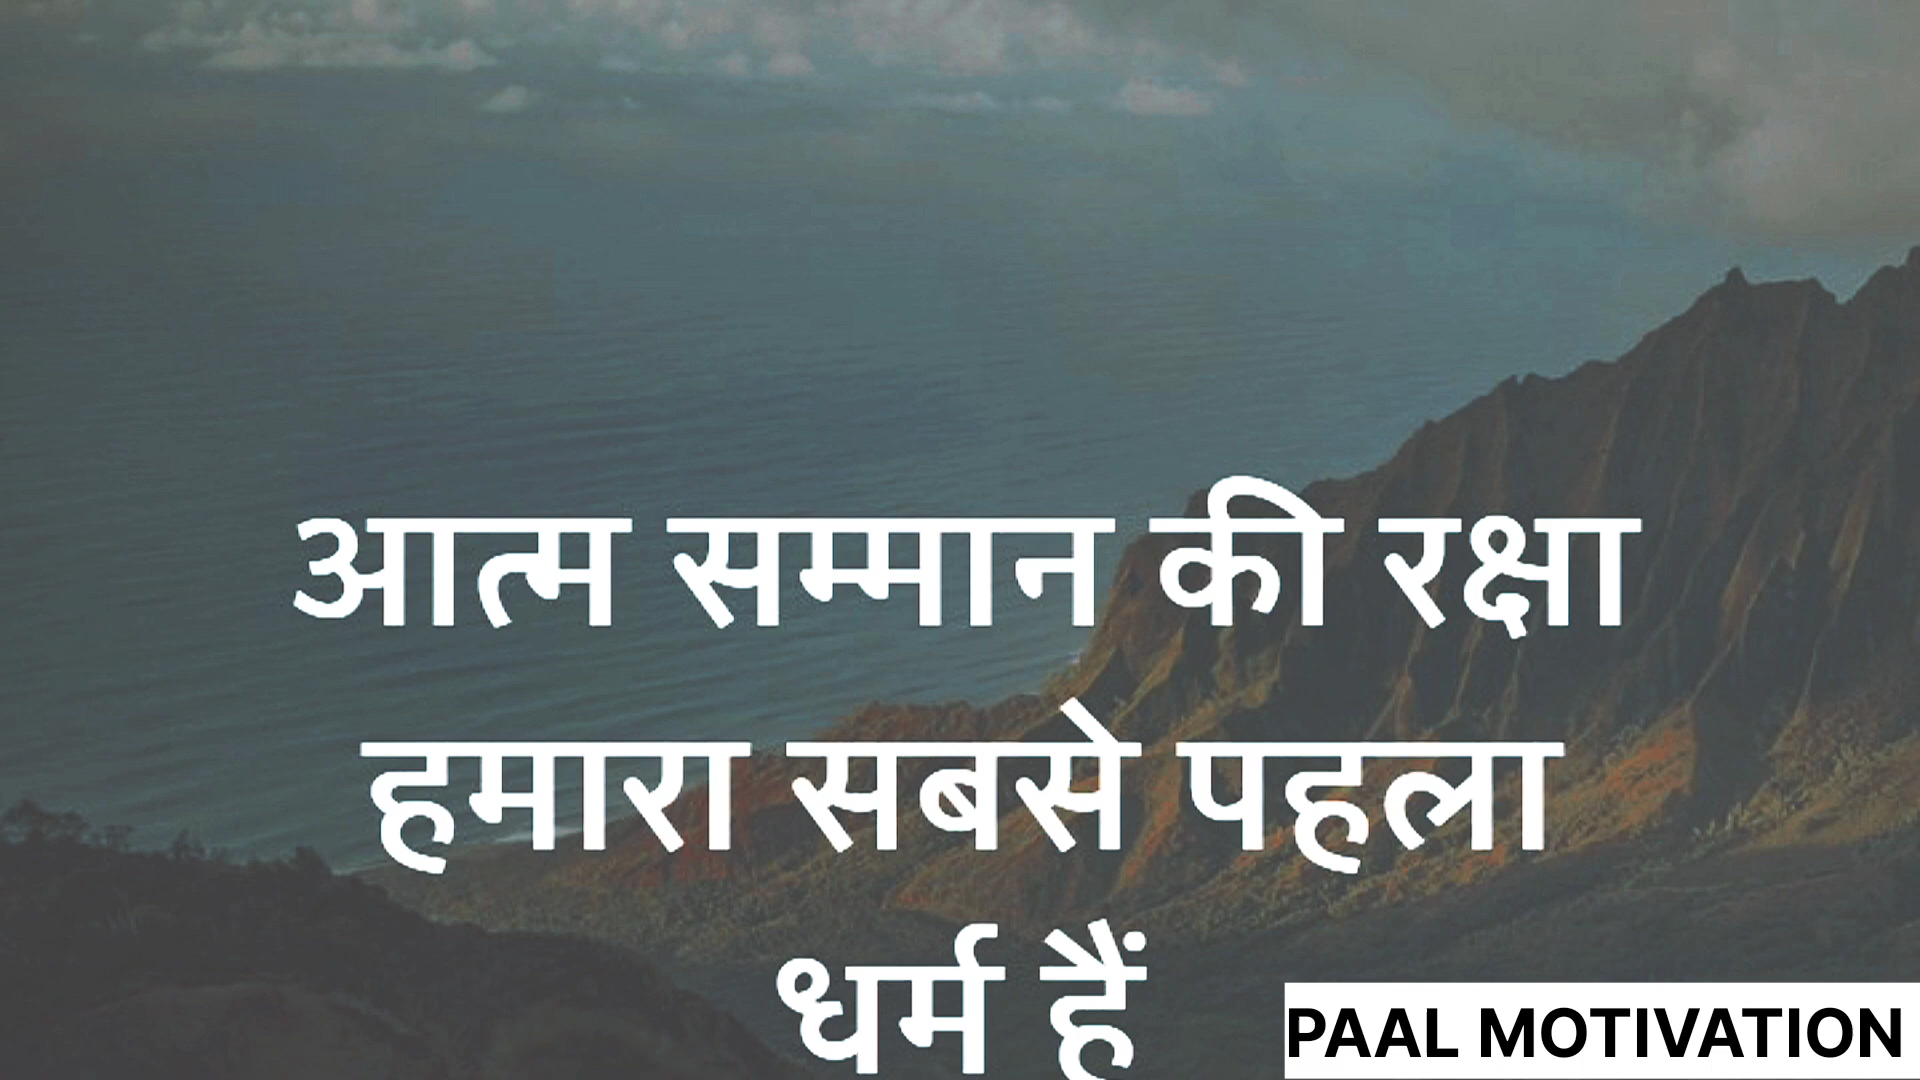 आत्म सम्मान की रक्षा
हमारा सबसे पहला
धर्म हैं
PAAL MOTIVATION